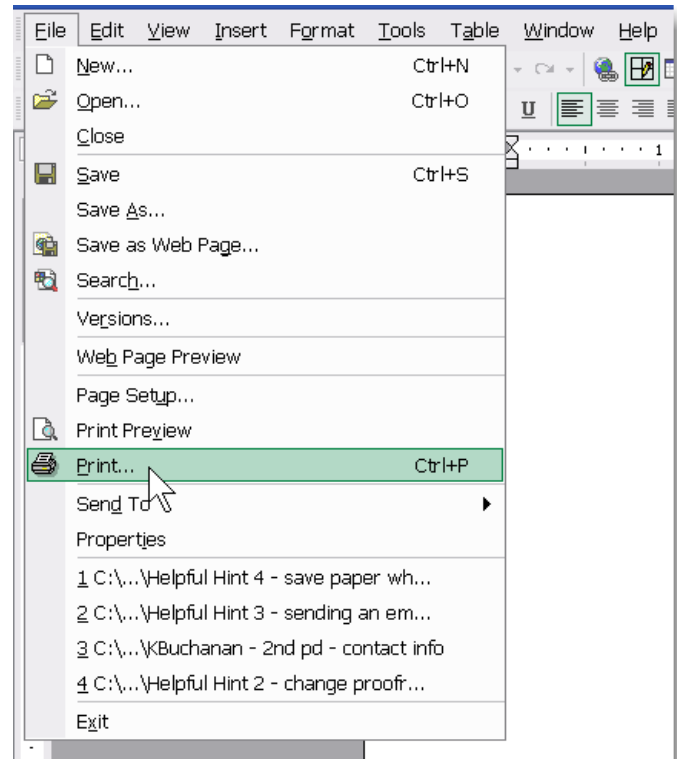 File Edit View Insert Format Tools Table Window Help
New... Ctrl+N
Open... Ctrl+O
U
Close
1
Save Ctrl+S
Save As...
Save as Web Page...
Search...
Versions...
Web Page Preview
Page Setup...
Print Preview
Print... Ctrl+P
Send To
Properties
1 C:\...\Helpful Hint 4 - save paper wh...
2 C:\...\Helpful Hint 3 - sending an em...
3 C:\...\KBuchanan - 2nd pd - contact info
4 C:\...\Helpful Hint 2 - change proofr...
Exit